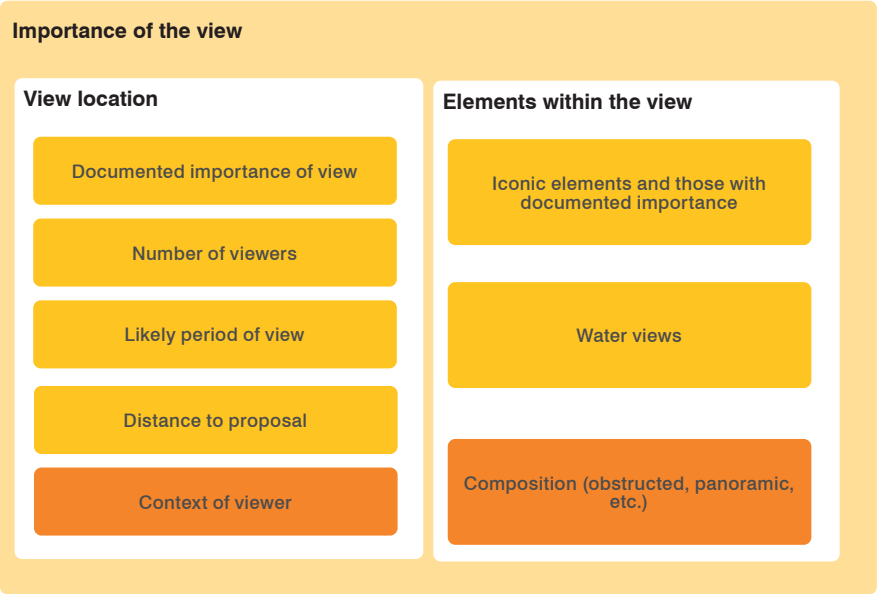 Importance of the view
View location
Documented importance of view
Number of viewers
Likely period of view
Distance to proposal
Context of viewer
Elements within the view
Iconic elements and those with
documented importance
Water views
Composition (obstructed, panoramic,
etc.)